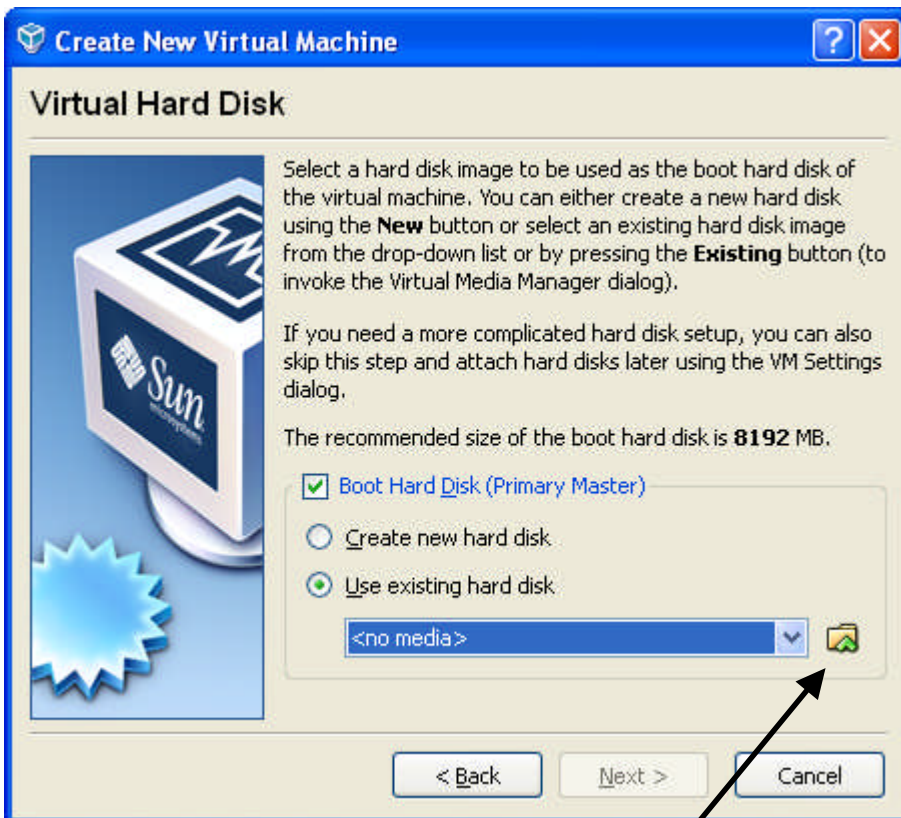 Create New Virtual Machine
Virtual Hard Disk
Select a hard disk image to be used as the boot hard disk of
the virtual machine. You can either create a new hard disk
using the New button or select an existing hard disk image
from the drop-down list or by pressing the Existing button (to
invoke the Virtual Media Manager dialog).
If you need a more complicated hard disk setup, you can also
skip this step and attach hard disks later using the VM Settings
dialog.
The recommended size of the boot hard disk is 8192 MB.
Sun
microsystems
Boot Hard Disk (Primary Master)
Create new hard disk
Use existing hard disk
<no media>
< Back
Next >
Cancel